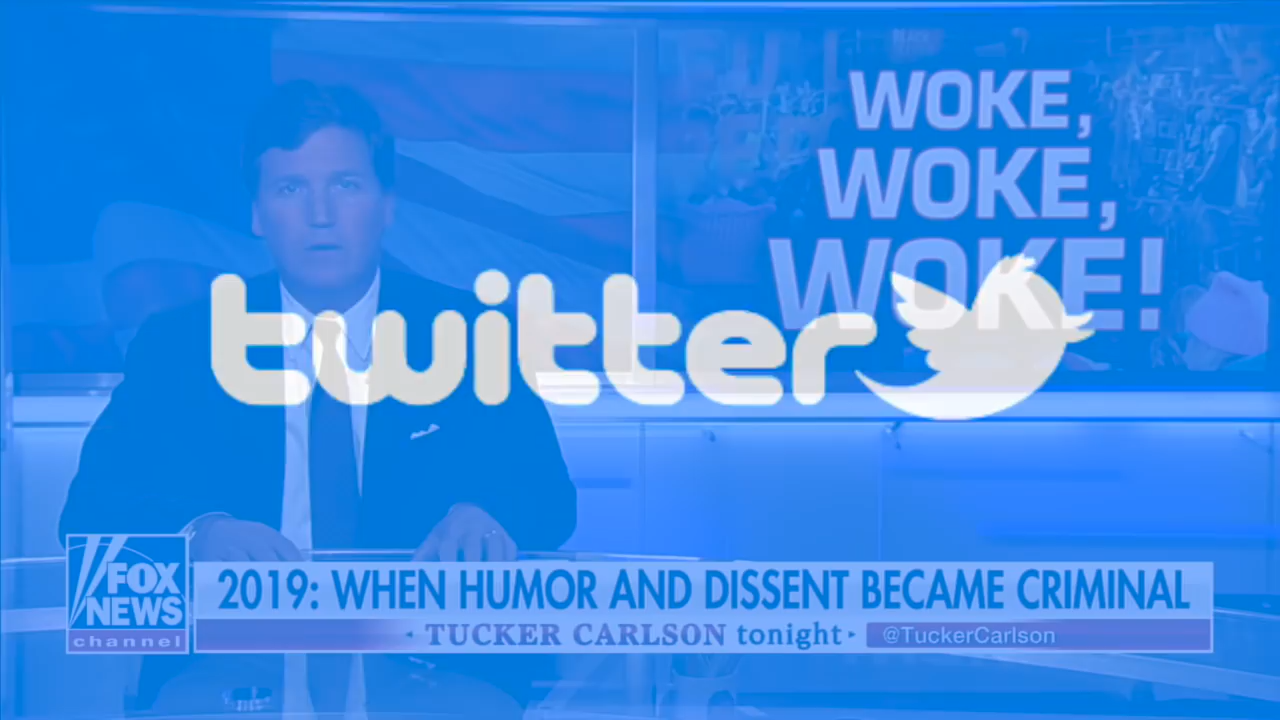 WOKE,
WOKE,
WOKE!
twitter
FOX
NEWS
channel
2019: WHEN HUMOR AND DISSENT BECAME CRIMINAL
TUCKER CARLSON tonight
@TuckerCarlson